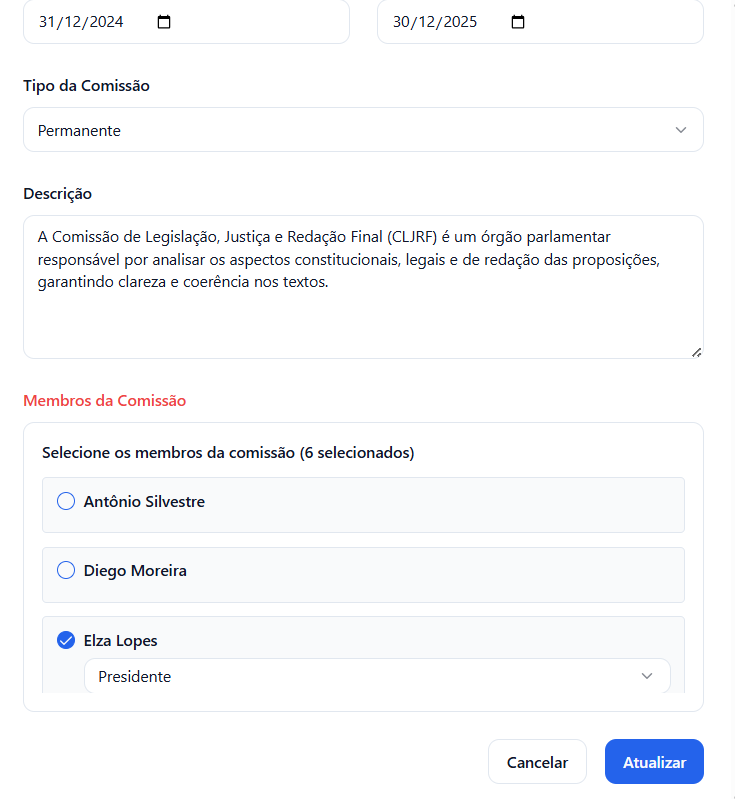 31/12/2024 30/12/2025
Tipo da Comissão
Permanente
Descrição
A Comissão de Legislação, Justiça e Redação Final (CLJRF) é um órgão parlamentar
responsável por analisar os aspectos constitucionais, legais e de redação das proposições,
garantindo clareza e coerência nos textos.
Membros da Comissão
Selecione os membros da comissão (6 selecionados)
Antônio Silvestre
Diego Moreira
Elza Lopes
Presidente
Cancelar Atualizar